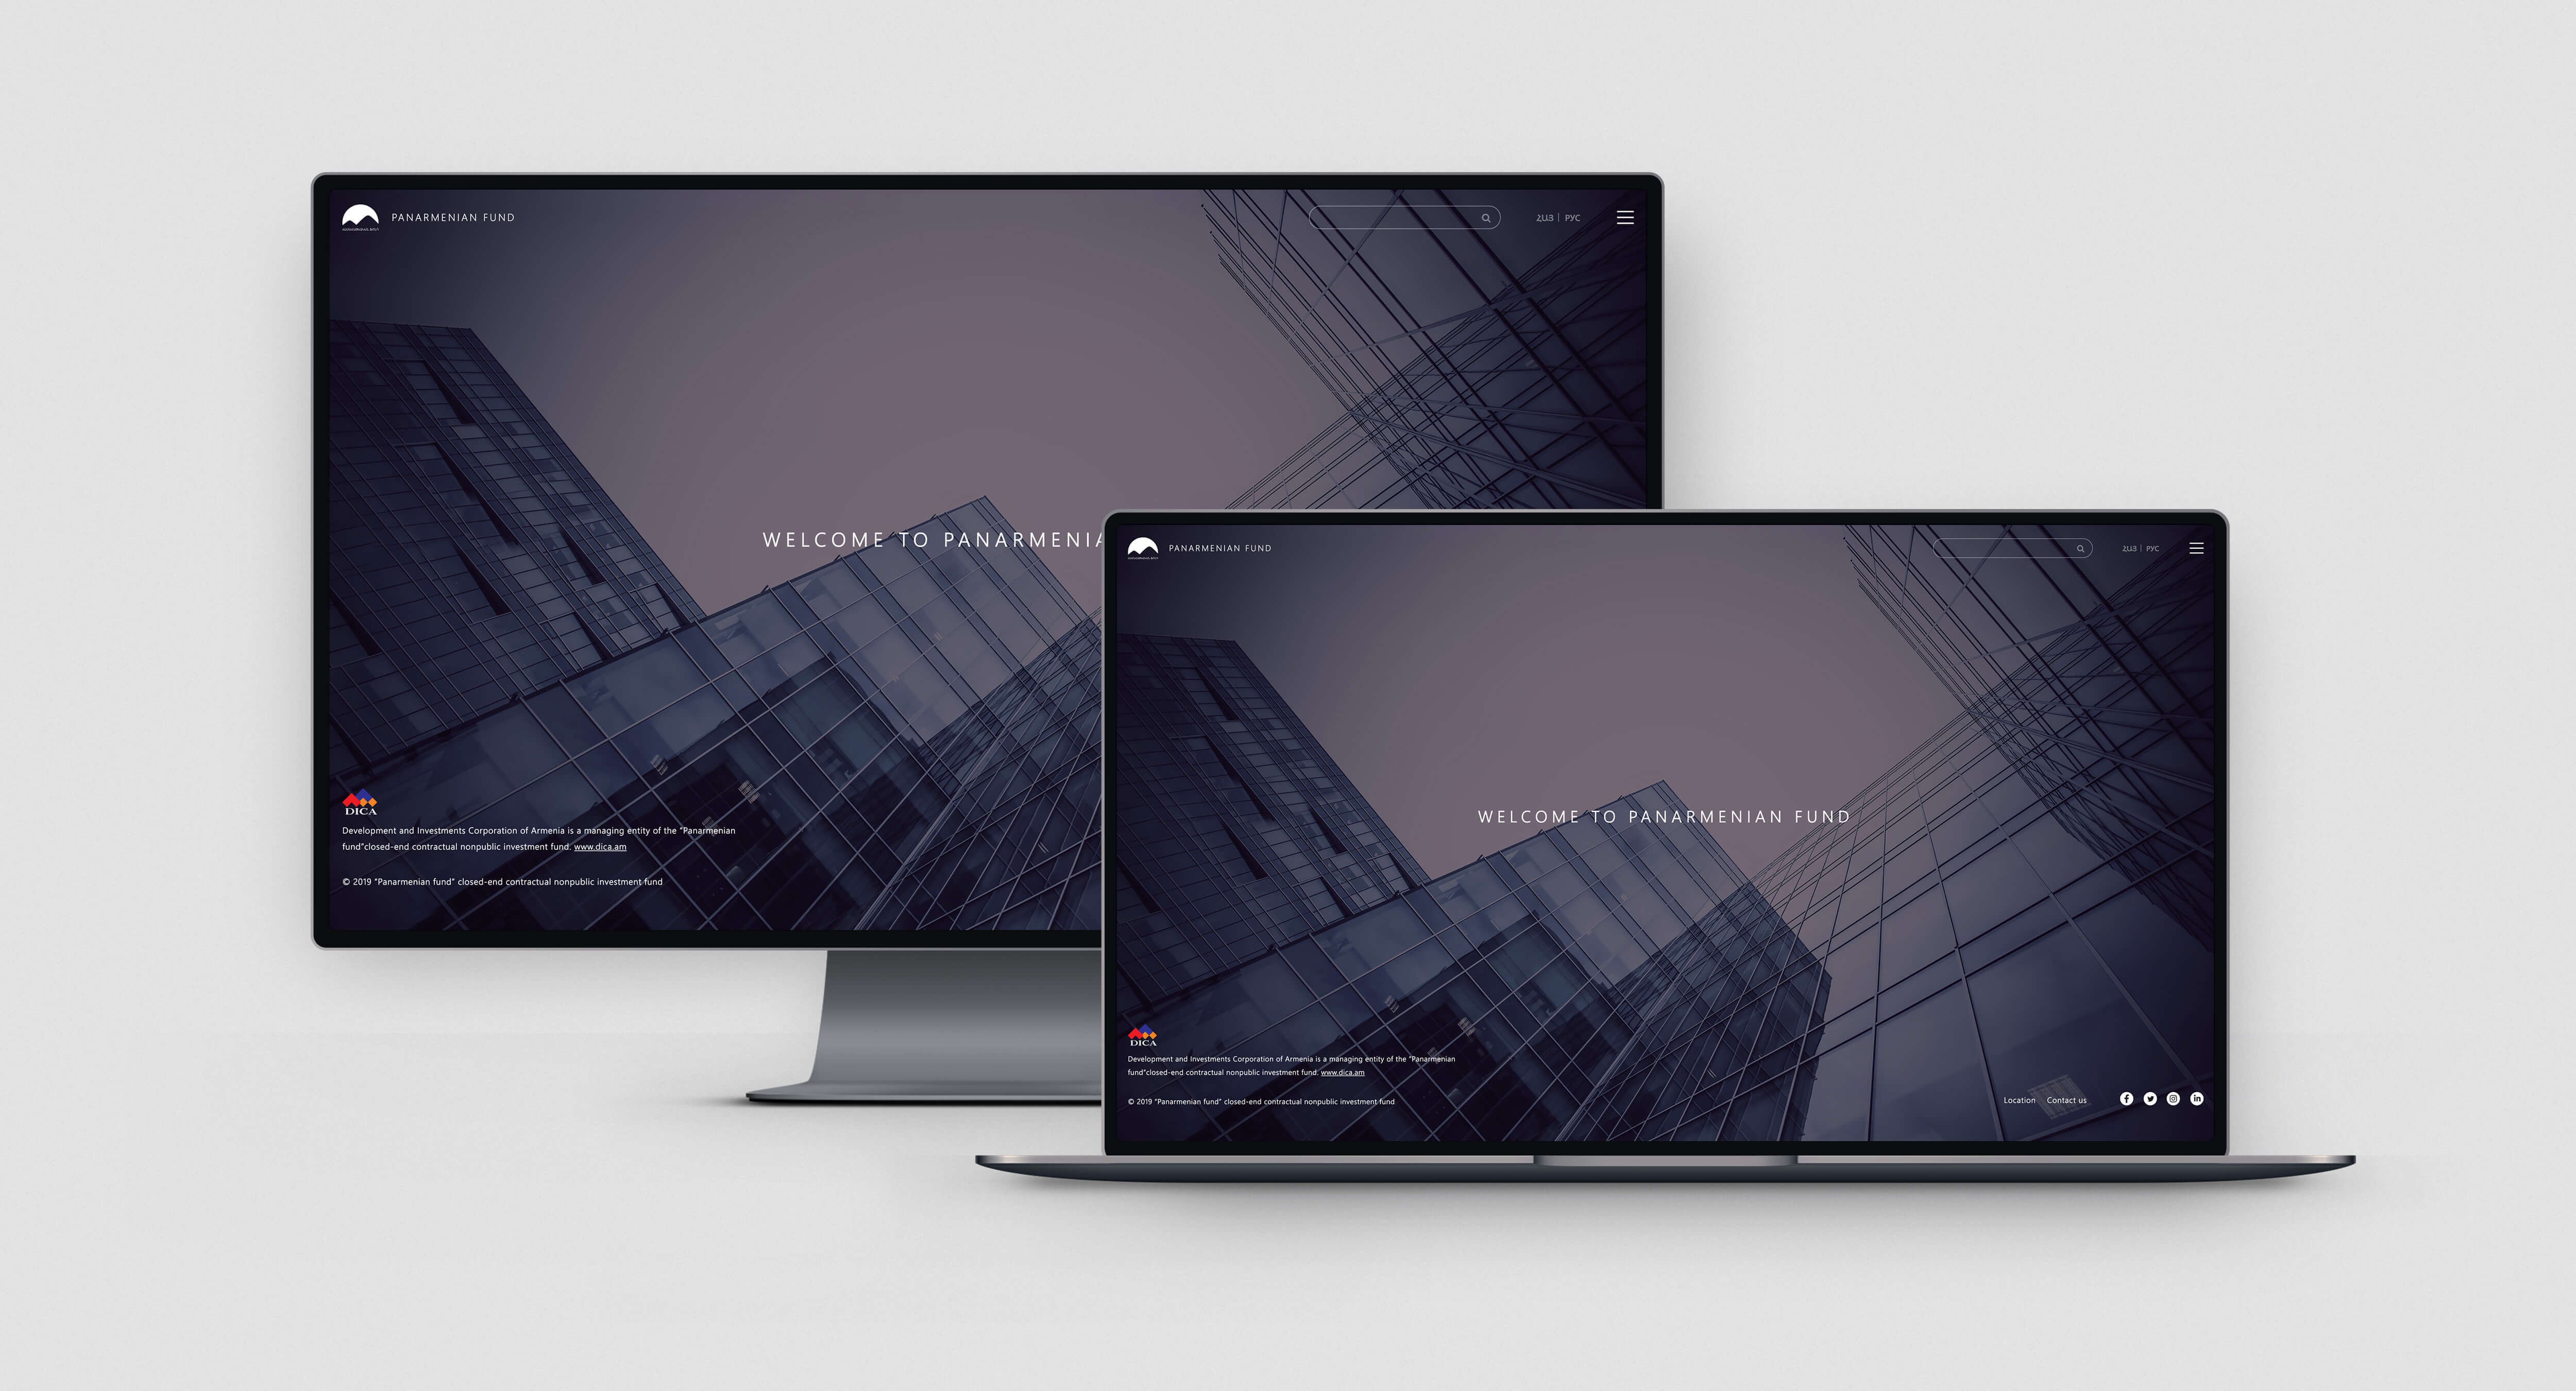 PANARMENIAN FUND
ՀԱՅ | РУС
WELCOME TO PANARMENIA
DICA
Development and Investments Corporation of Armenia is a managing entity of the "Panarmenian
fund"closed-end contractual nonpublic investment fund. www.dica.am
© 2019 "Panarmenian fund" closed-end contractual nonpublic investment fund
PANARMENIAN FUND
ՀԱՅ | РУС
WELCOME TO PANARMENIAN FUND
DICA
Development and Investments Corporation of Armenia is a managing entity of the "Panarmenian
fund"closed-end contractual nonpublic investment fund. www.dica.am
© 2019 "Panarmenian fund" closed-end contractual nonpublic investment fund
Location Contact us